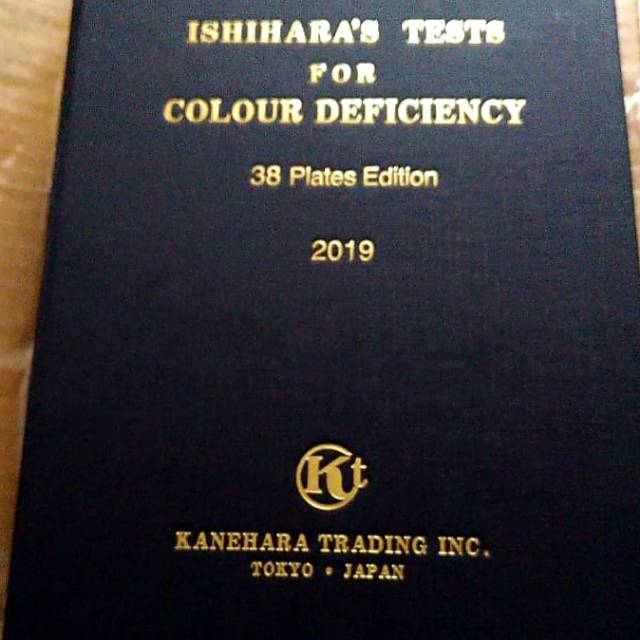 ISHIHARA'S TESTS
FOR
COLOUR DEFICIENCY
38 Plates Edition
2019
Kt
KANEHARA TRADING INC.
TOKYO • JAPAN